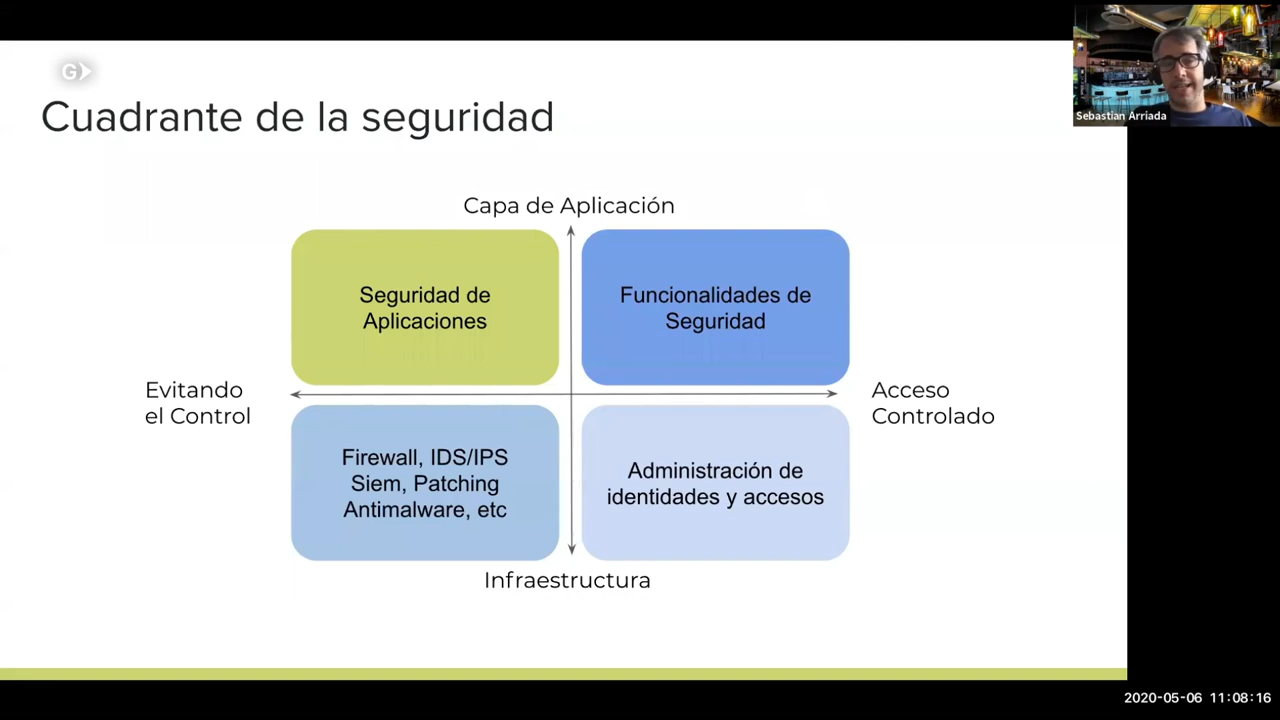 G
Sebastian Arriada
Cuadrante de la seguridad
Capa de Aplicación
Seguridad de
Aplicaciones
Funcionalidades de
Seguridad
Evitando
el Control
Acceso
Controlado
Firewall, IDS/IPS
Siem, Patching
Antimalware, etc
Administración de
identidades y accesos
Infraestructura
2020-05-06 11:08:16